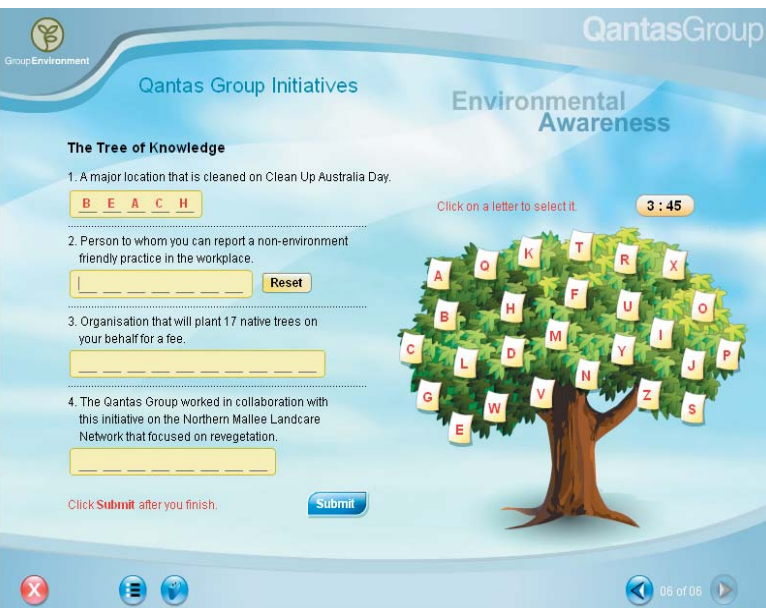 QantasGroup
GroupEnvironment
Qantas Group Initiatives
Environmental
Awareness
The Tree of Knowledge
1. A major location that is cleaned on Clean Up Australia Day.
B E A C H
Click on a letter to select it.
3 : 45
2. Person to whom you can report a non-environment
friendly practice in the workplace.
Reset
3. Organisation that will plant 17 native trees on
your behalf for a fee.
4. The Qantas Group worked in collaboration with
this initiative on the Northern Mallee Landcare
Network that focused on revegetation.
Click Submit after you finish.
Submit
A Q K T R X
B H F U O
C L D M Y I J P
G W V N Z S
E
X
06 of 06